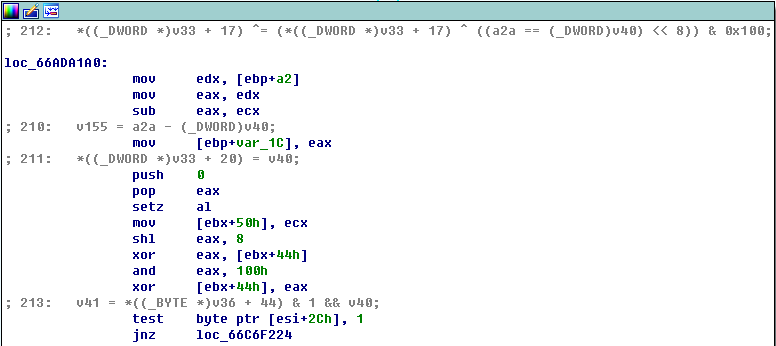 ; 212:   *((_DWORD *)v33 + 17) ^= (*((_DWORD *)v33 + 17) ^ ((a2a == (_DWORD)v40) << 8)) & 0x100;
loc_66ADA1A0:
mov     edx, [ebp+a2]
mov     eax, edx
sub     eax, ecx
; 210:   v155 = a2a - (_DWORD)v40;
mov     [ebp+var_1C], eax
; 211:   *((_DWORD *)v33 + 20) = v40;
push    0
pop     eax
setz    al
mov     [ebx+50h], ecx
shl     eax, 8
xor     eax, [ebx+44h]
and     eax, 100h
xor     [ebx+44h], eax
; 213:   v41 = *((_BYTE *)v36 + 44) & 1 && v40;
test    byte ptr [esi+2Ch], 1
jnz     loc_66C6F224